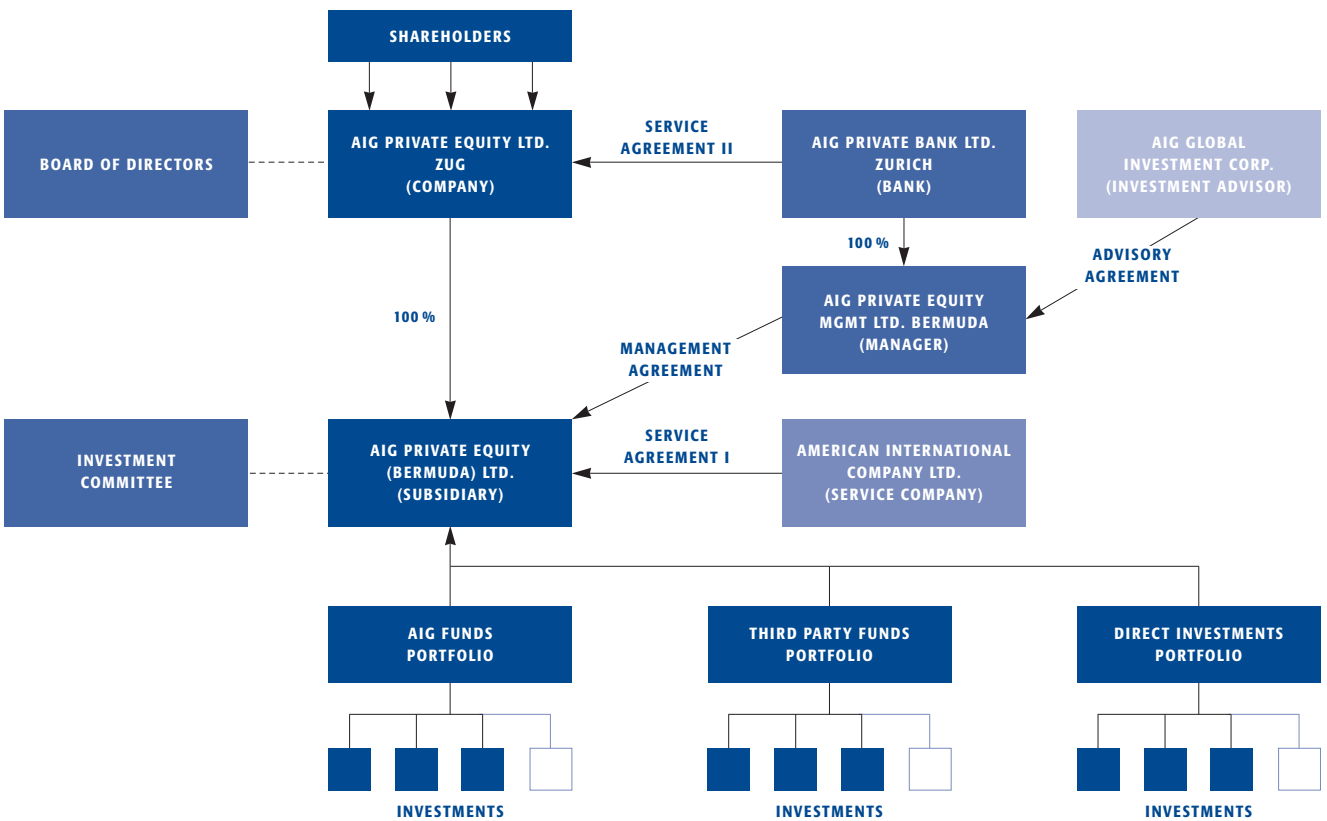 SHAREHOLDERS
BOARD OF DIRECTORS
AIG PRIVATE EQUITY LTD.
ZUG
(COMPANY)
SERVICE
AGREEMENT II
AIG PRIVATE BANK LTD.
ZURICH
(BANK)
AIG GLOBAL
INVESTMENT CORP.
(INVESTMENT ADVISOR)
100 %
ADVISORY
AGREEMENT
AIG PRIVATE EQUITY
MGMT LTD. BERMUDA
(MANAGER)
100 %
MANAGEMENT
AGREEMENT
INVESTMENT
COMMITTEE
AIG PRIVATE EQUITY
(BERMUDA) LTD.
(SUBSIDIARY)
SERVICE
AGREEMENT I
AMERICAN INTERNATIONAL
COMPANY LTD.
(SERVICE COMPANY)
AIG FUNDS
PORTFOLIO
THIRD PARTY FUNDS
PORTFOLIO
DIRECT INVESTMENTS
PORTFOLIO
INVESTMENTS
INVESTMENTS
INVESTMENTS